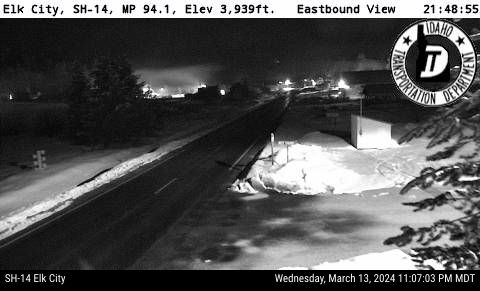 Elk City, SH-14, MP 94.1, Elev 3,939ft. Eastbound View 21:48:55
IDAHO
TRANSPORTATION DEPARTMENT
SH-14 Elk City Wednesday, March 13, 2024 11:07:03 PM MDT